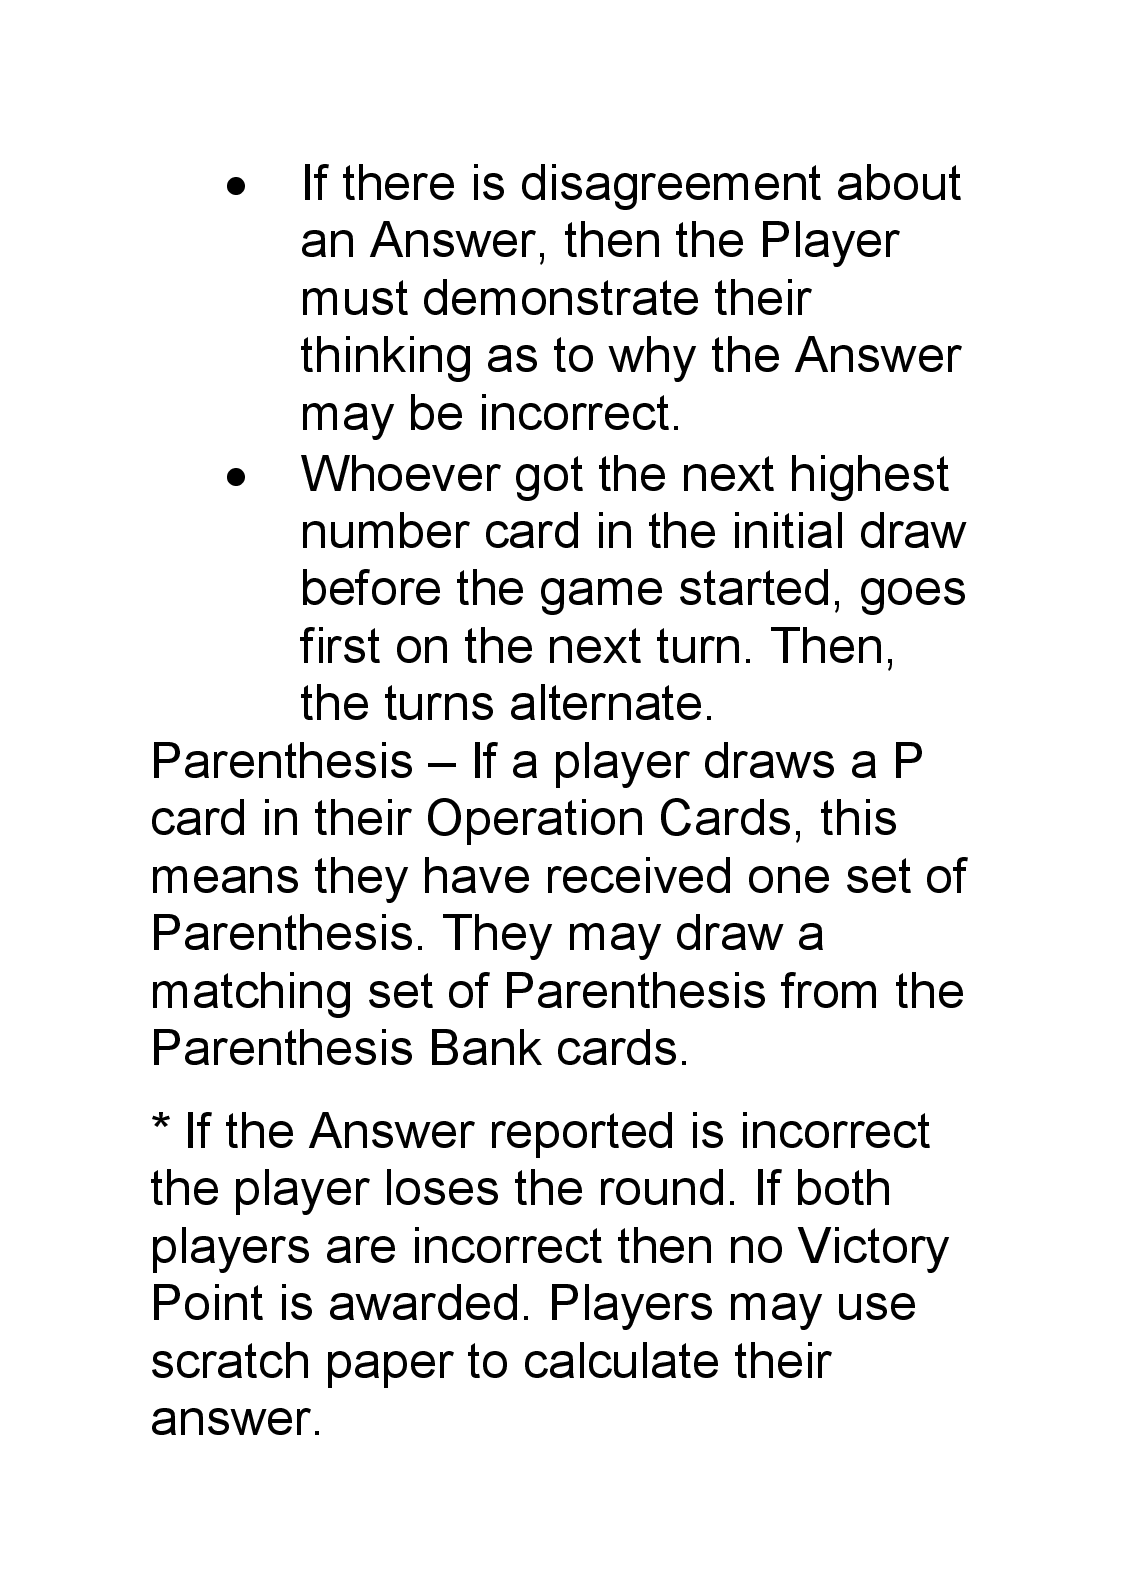 • If there is disagreement about
an Answer, then the Player
must demonstrate their
thinking as to why the Answer
may be incorrect.
• Whoever got the next highest
number card in the initial draw
before the game started, goes
first on the next turn. Then,
the turns alternate.
Parenthesis – If a player draws a P
card in their Operation Cards, this
means they have received one set of
Parenthesis. They may draw a
matching set of Parenthesis from the
Parenthesis Bank cards.
* If the Answer reported is incorrect
the player loses the round. If both
players are incorrect then no Victory
Point is awarded. Players may use
scratch paper to calculate their
answer.